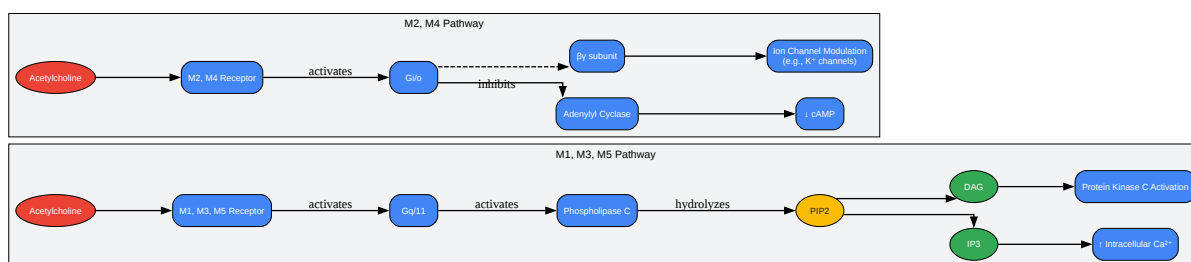 M2, M4 Pathway
Acetylcholine
M2, M4 Receptor
activates
Gi/o
inhibits
βγ subunit
Ion Channel Modulation
(e.g., K⁺ channels)
Adenylyl Cyclase
↓ cAMP
M1, M3, M5 Pathway
Acetylcholine
M1, M3, M5 Receptor
activates
Gq/11
activates
Phospholipase C
hydrolyzes
PIP2
DAG
Protein Kinase C Activation
IP3
↑ Intracellular Ca²⁺